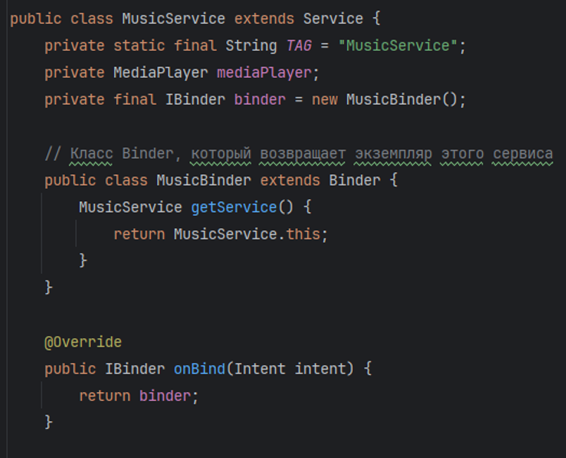 public class MusicService extends Service {
    private static final String TAG = "MusicService";
    private MediaPlayer mediaPlayer;
    private final IBinder binder = new MusicBinder();

    // Класс Binder, который возвращает экземпляр этого сервиса
    public class MusicBinder extends Binder {
        MusicService getService() {
            return MusicService.this;
        }
    }

    @Override
    public IBinder onBind(Intent intent) {
        return binder;
    }